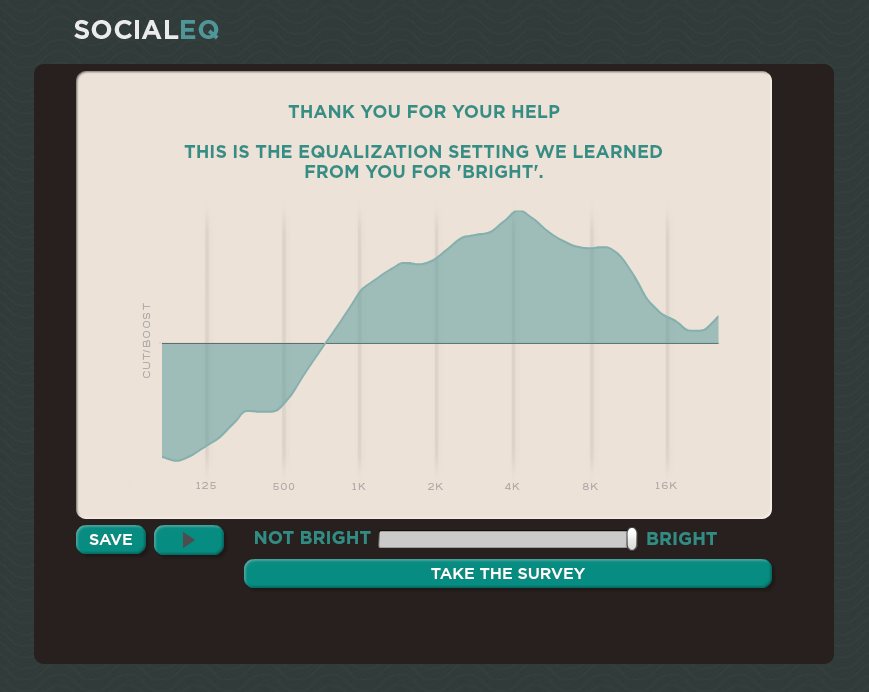 SOCIALEQ
THANK YOU FOR YOUR HELP
THIS IS THE EQUALIZATION SETTING WE LEARNED
FROM YOU FOR 'BRIGHT'.
CUT/BOOST
125 500 1K 2K 4K 8K 16K
SAVE
NOT BRIGHT BRIGHT
TAKE THE SURVEY